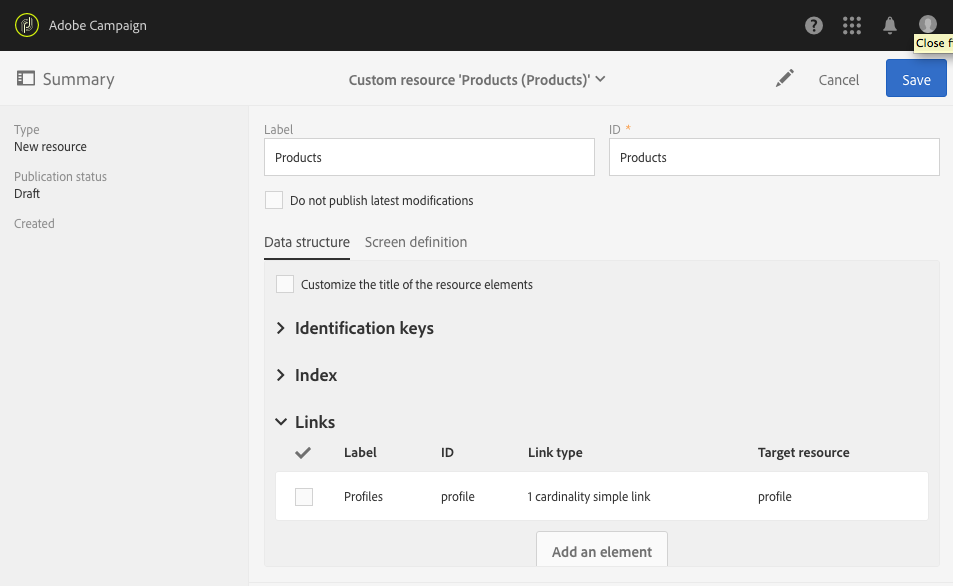 Adobe Campaign
Close f
Summary
Custom resource 'Products (Products)'
Cancel
Save
Type
New resource
Publication status
Draft
Created
Label
ID *
Products
Products
Do not publish latest modifications
Data structure
Screen definition
Customize the title of the resource elements
Identification keys
Index
Links
Label ID Link type Target resource
Profiles profile 1 cardinality simple link profile
Add an element